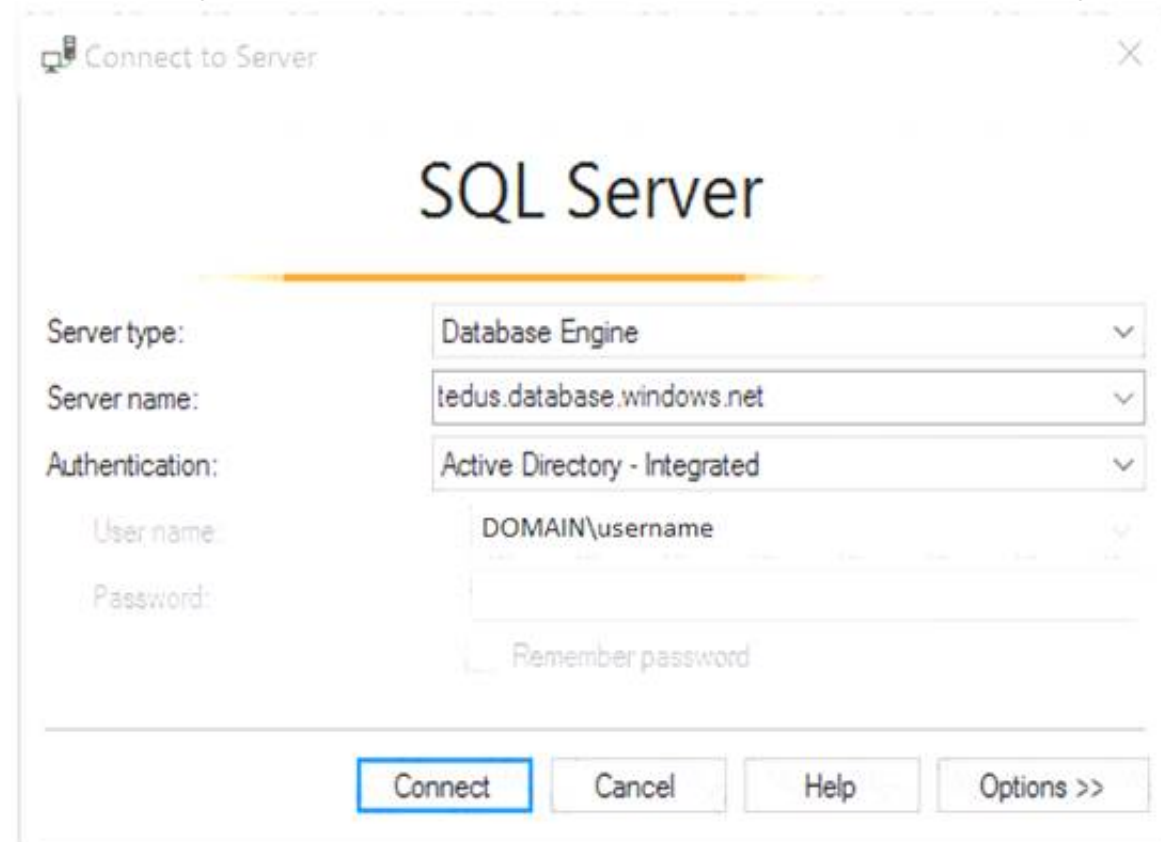 Connect to Server
SQL Server
Server type: Database Engine
Server name: tedus.database.windows.net
Authentication: Active Directory - Integrated
User name: DOMAIN\username
Password:
Remember password
Connect Cancel Help Options >>